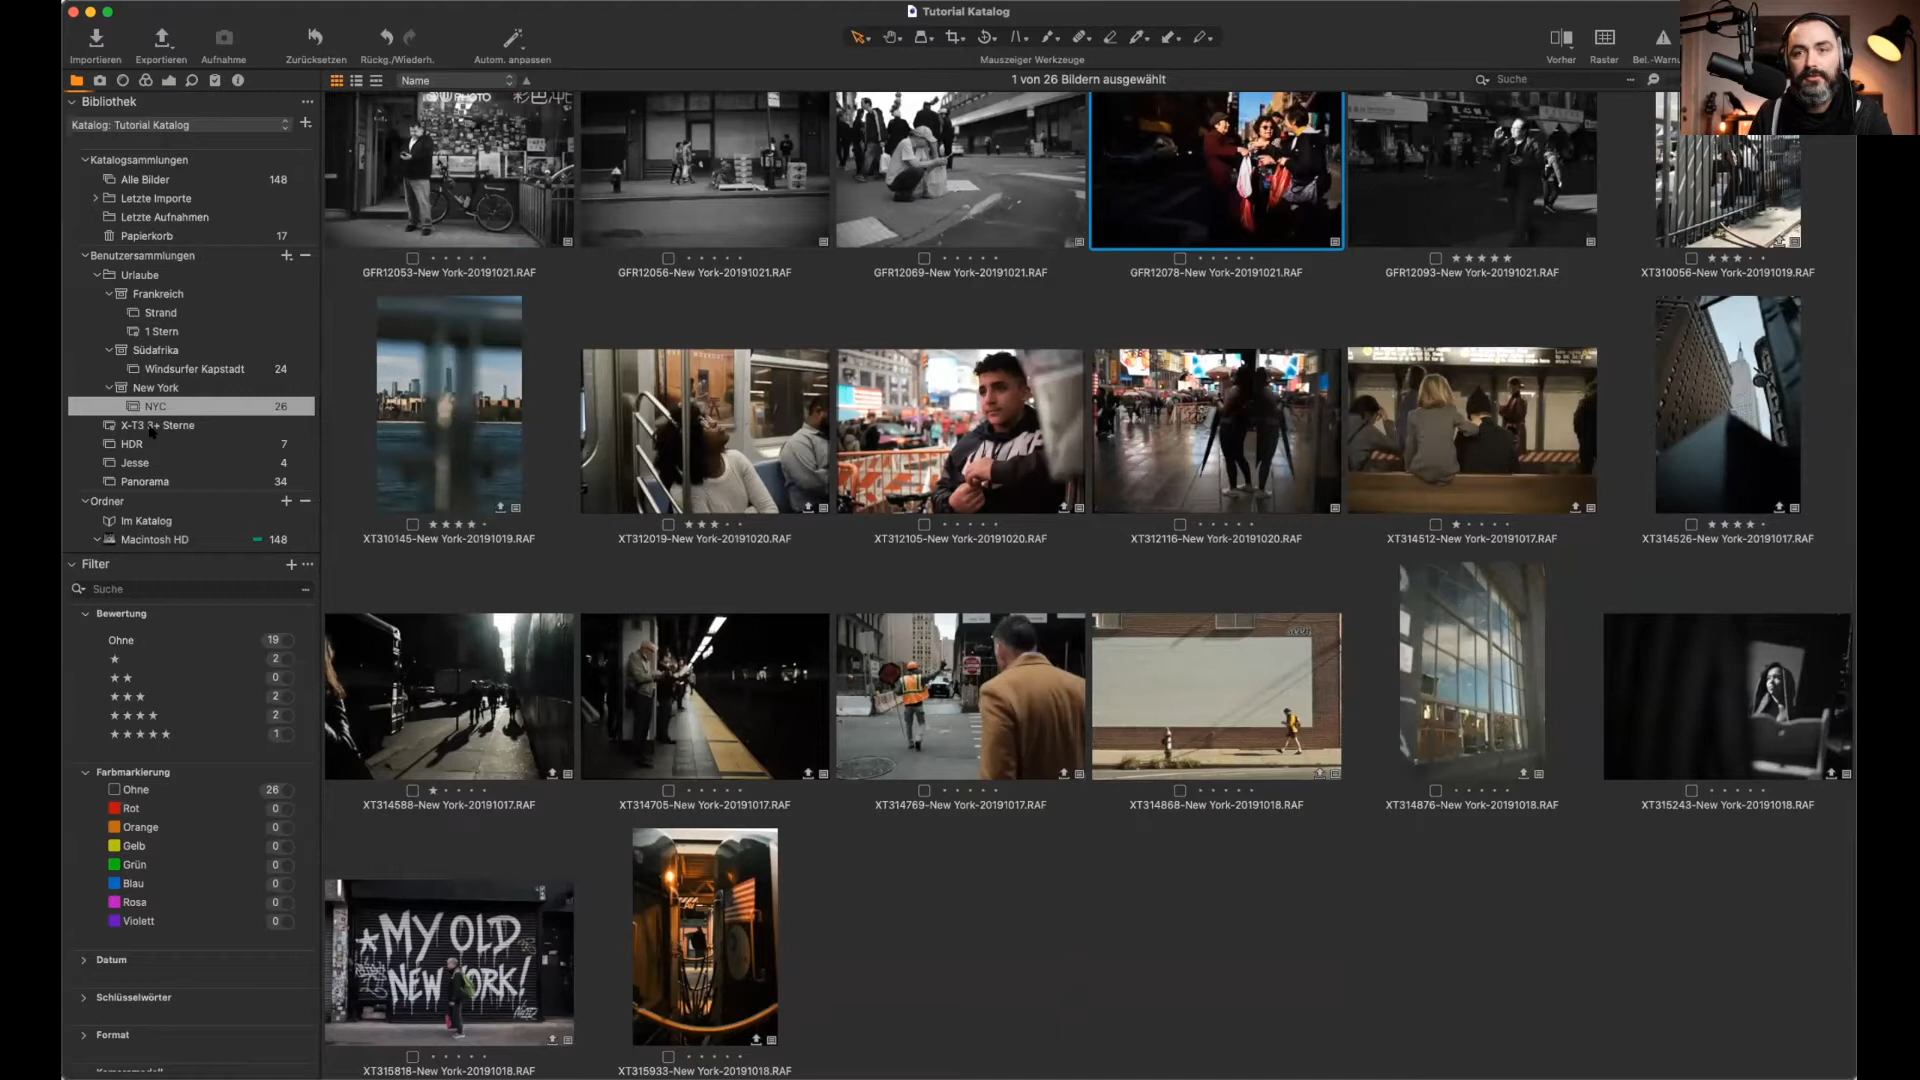 Tutorial Katalog
Importieren
Exportieren
Aufnahme
Zurücksetzen
Rückg./Wiederh.
Autom. anpassen
Mauszeiger Werkzeuge
Vorher
Raster
Bel.-Warnu
Name
1 von 26 Bildern ausgewählt
Suche
Bibliothek
Katalog: Tutorial Katalog
Katalogsammlungen
Alle Bilder 148
Letzte Importe
Letzte Aufnahmen
Papierkorb 17
Benutzersammlungen
Urlaube
Frankreich
Strand
1 Stern
Südafrika
Windsurfer Kapstadt 24
New York
NYC 26
X-T3 3+ Sterne
HDR 7
Jesse 4
Panorama 34
Ordner
Im Katalog
Macintosh HD 148
Filter
Suche
Bewertung
Ohne 19
★ 2
★★ 0
★★★ 2
★★★★ 2
★★★★★ 1
Farbmarkierung
Ohne 26
Rot 0
Orange 0
Gelb 0
Grün 0
Blau 0
Rosa 0
Violett 0
Datum
Schlüsselwörter
Format
PHOTO
GFR12053-New York-20191021.RAF
GFR12056-New York-20191021.RAF
GFR12069-New York-20191021.RAF
GFR12078-New York-20191021.RAF
GFR12093-New York-20191021.RAF
XT310056-New York-20191019.RAF
XT310145-New York-20191019.RAF
XT312019-New York-20191020.RAF
XT312105-New York-20191020.RAF
XT312116-New York-20191020.RAF
XT314512-New York-20191017.RAF
XT314526-New York-20191017.RAF
XT314588-New York-20191017.RAF
XT314705-New York-20191017.RAF
XT314769-New York-20191017.RAF
XT314868-New York-20191018.RAF
XT314876-New York-20191018.RAF
XT315243-New York-20191018.RAF
MY OLD
NEW YORK!
XT315818-New York-20191018.RAF
XT315933-New York-20191018.RAF